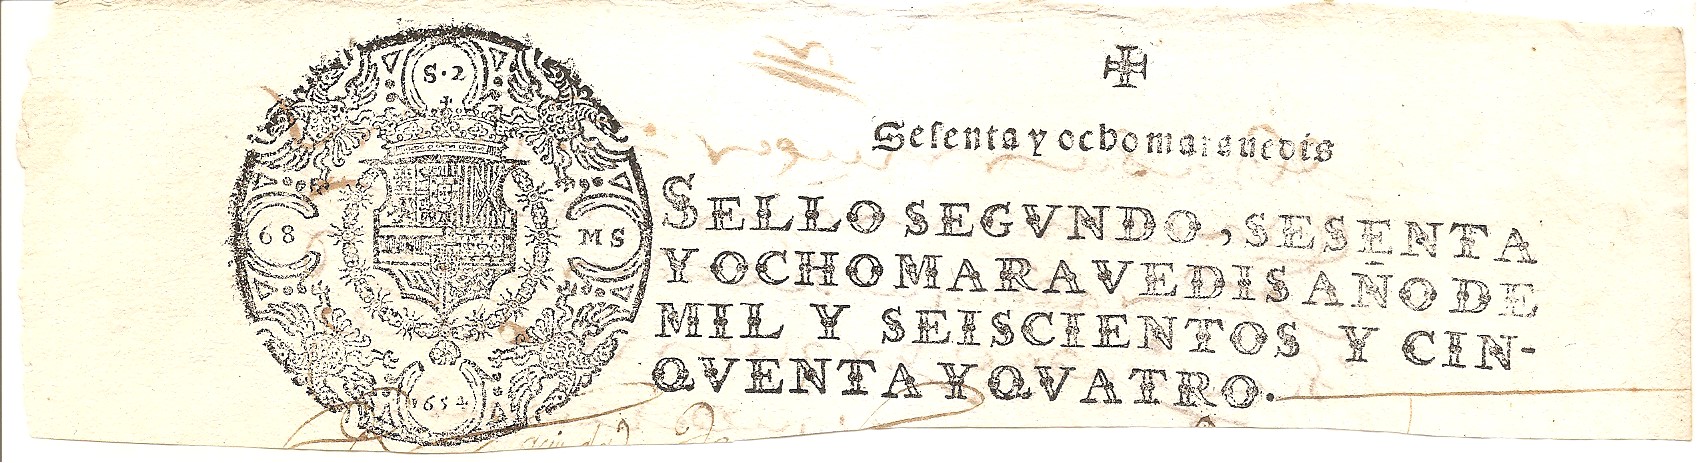 S·2
68
MS
1654
Sesenta y ocho marauedis
SELLO SEGVNDO, SESENTA
Y OCHO MARAVEDIS AÑO DE
MIL Y SEISCIENTOS Y CIN-
QVENTA Y QVATRO.